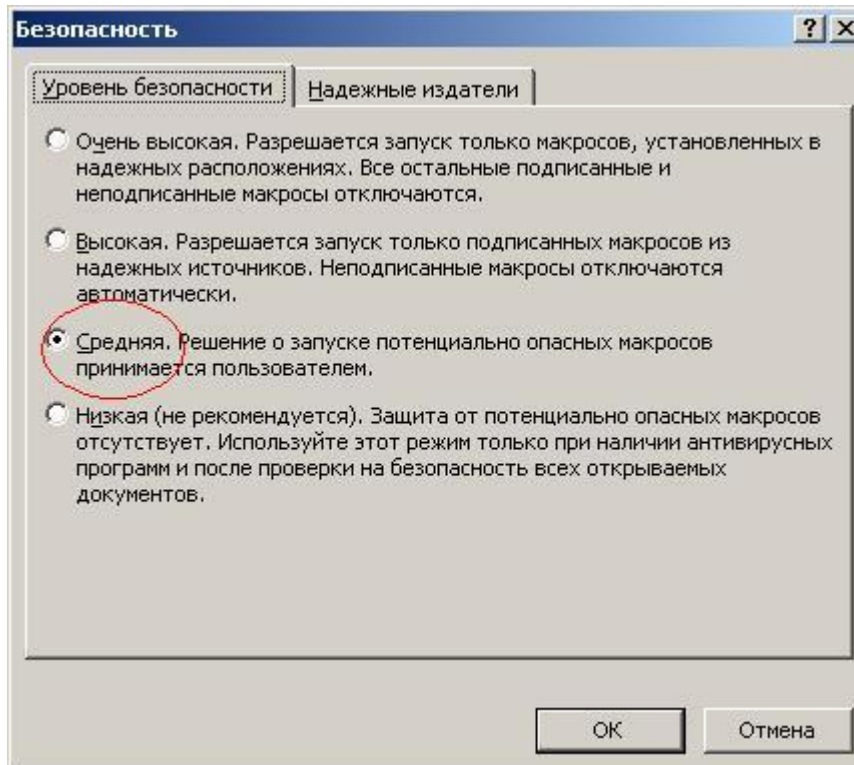 Безопасность
Уровень безопасности
Надежные издатели
Очень высокая. Разрешается запуск только макросов, установленных в
надежных расположениях. Все остальные подписанные и
неподписанные макросы отключаются.
Высокая. Разрешается запуск только подписанных макросов из
надежных источников. Неподписанные макросы отключаются
автоматически.
Средняя. Решение о запуске потенциально опасных макросов
принимается пользователем.
Низкая (не рекомендуется). Защита от потенциально опасных макросов
отсутствует. Используйте этот режим только при наличии антивирусных
программ и после проверки на безопасность всех открываемых
документов.
ОК
Отмена